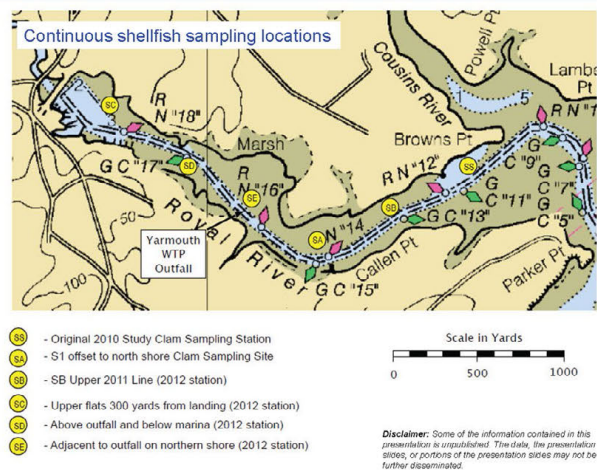 Continuous shellfish sampling locations
Powell Pt
Lambe
Pt
Cousins River
2
SC
R
N "18"
1
5
R N "1
Marsh
Browns Pt
G C "17"
SD
R
N "16"
R N "12"
SS
G
C "9"
G
C "7"
G
C "5"
SE
SB
G
C "11"
50
Royal River
SA
N "14
G C "13"
Callen Pt
Yarmouth
WTP
Outfall
G C "15"
Parker Pt
100
SS - Original 2010 Study Clam Sampling Station
SA - S1 offset to north shore Clam Sampling Site
SB - SB Upper 2011 Line (2012 station)
SC - Upper flats 300 yards from landing (2012 station)
SD - Above outfall and below marina (2012 station)
SE - Adjacent to outfall on northern shore (2012 station)
Scale in Yards
0 500 1000
Disclaimer: Some of the information contained in this
presentation is unpublished. The data, the presentation
slides, or portions of the presentation slides may not be
further disseminated.